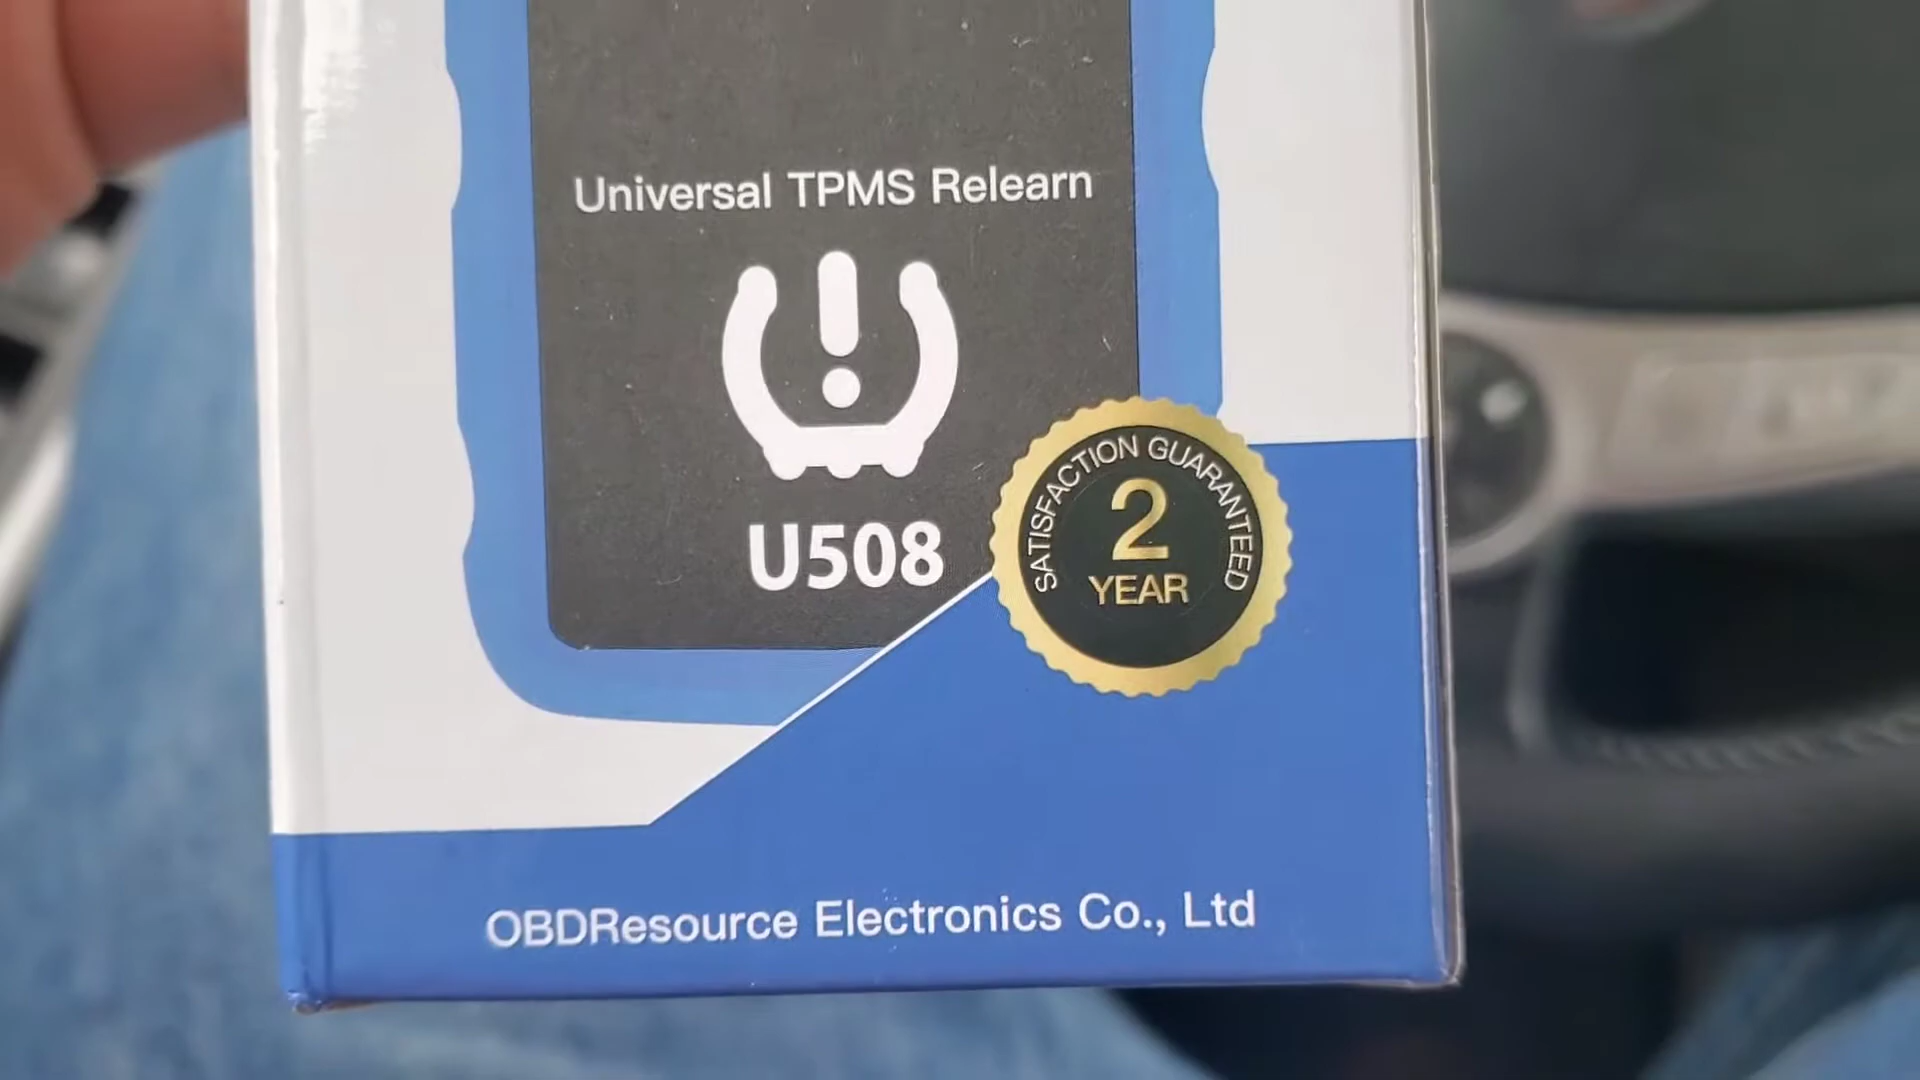 Universal TPMS Relearn
U508
SATISFACTION GUARANTEED
2
YEAR
OBDResource Electronics Co., Ltd